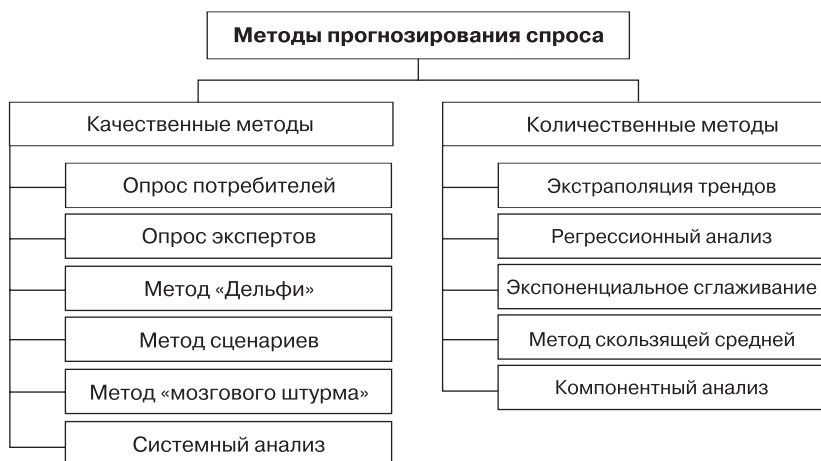 Методы прогнозирования спроса
Качественные методы
Опрос потребителей
Опрос экспертов
Метод «Дельфи»
Метод сценариев
Метод «мозгового штурма»
Системный анализ
Количественные методы
Экстраполяция трендов
Регрессионный анализ
Экспоненциальное сглаживание
Метод скользящей средней
Компонентный анализ